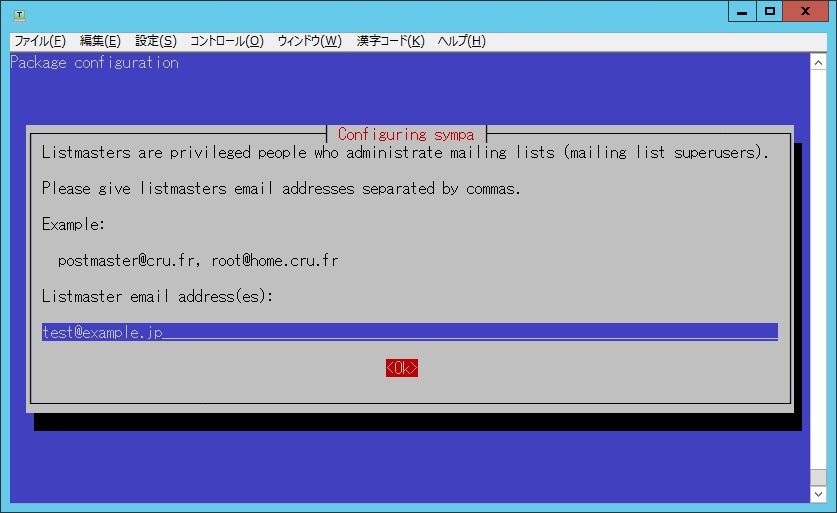 ファイル(F) 編集(E) 設定(S) コントロール(O) ウィンドウ(W) 漢字コード(K) ヘルプ(H)
Package configuration
Configuring sympa
Listmasters are privileged people who administrate mailing lists (mailing list superusers).
Please give listmasters email addresses separated by commas.
Example:
postmaster@cru.fr, root@home.cru.fr
Listmaster email address(es):
test@example.jp
<Ok>